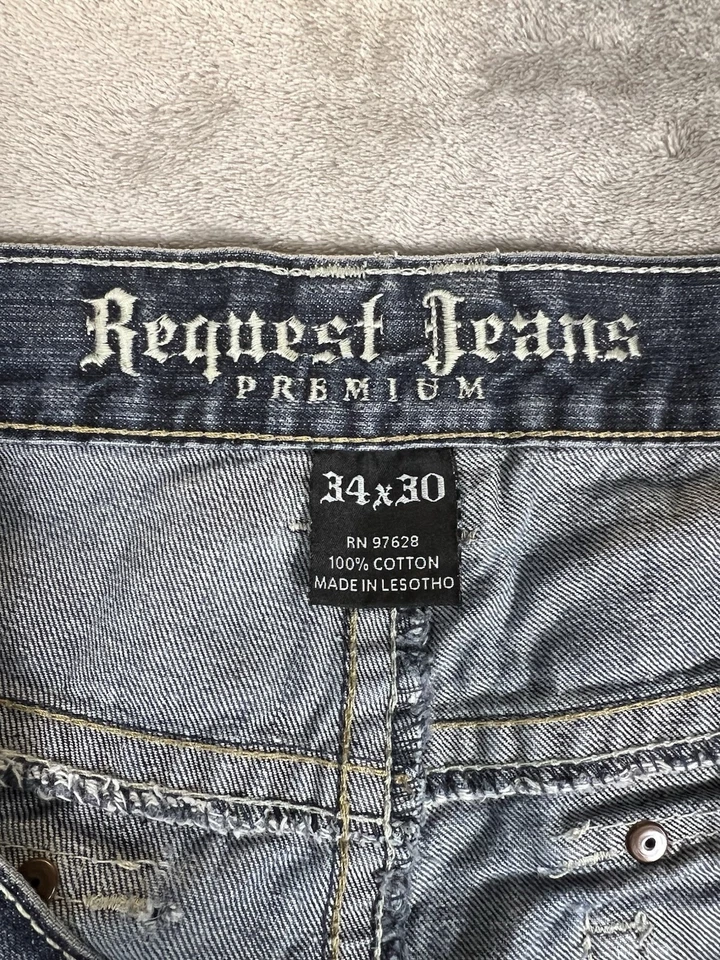 Request Jeans
PREMIUM
34x30
RN 97628
100% COTTON
MADE IN LESOTHO